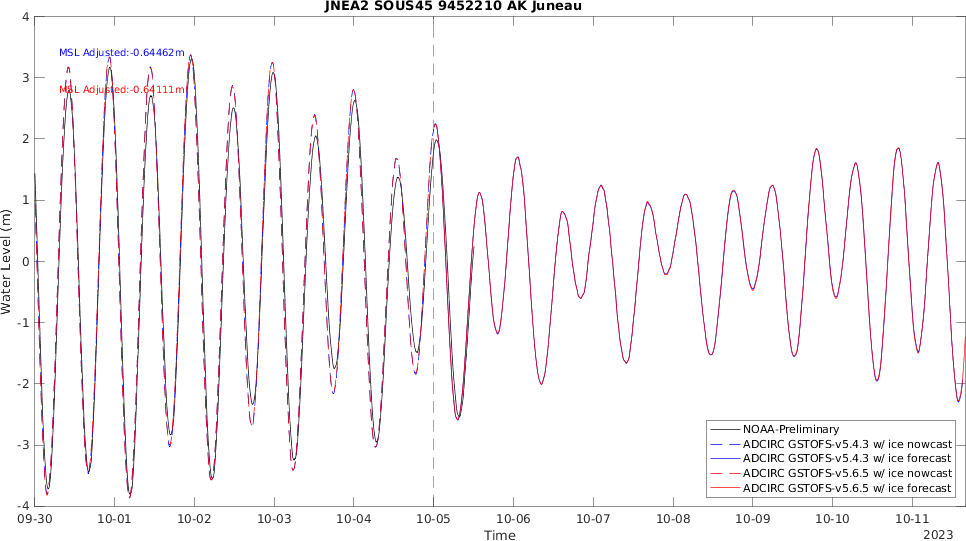 JNEA2 SOUS45 9452210 AK Juneau
4
MSL Adjusted:-0.64462m
3
MSL Adjusted:-0.64111m
2
1
0
-1
-2
-3
-4
Water Level (m)
NOAA-Preliminary
ADCIRC GSTOFS-v5.4.3 w/ ice nowcast
ADCIRC GSTOFS-v5.4.3 w/ ice forecast
ADCIRC GSTOFS-v5.6.5 w/ ice nowcast
ADCIRC GSTOFS-v5.6.5 w/ ice forecast
09-30 10-01 10-02 10-03 10-04 10-05 10-06 10-07 10-08 10-09 10-10 10-11
Time
2023